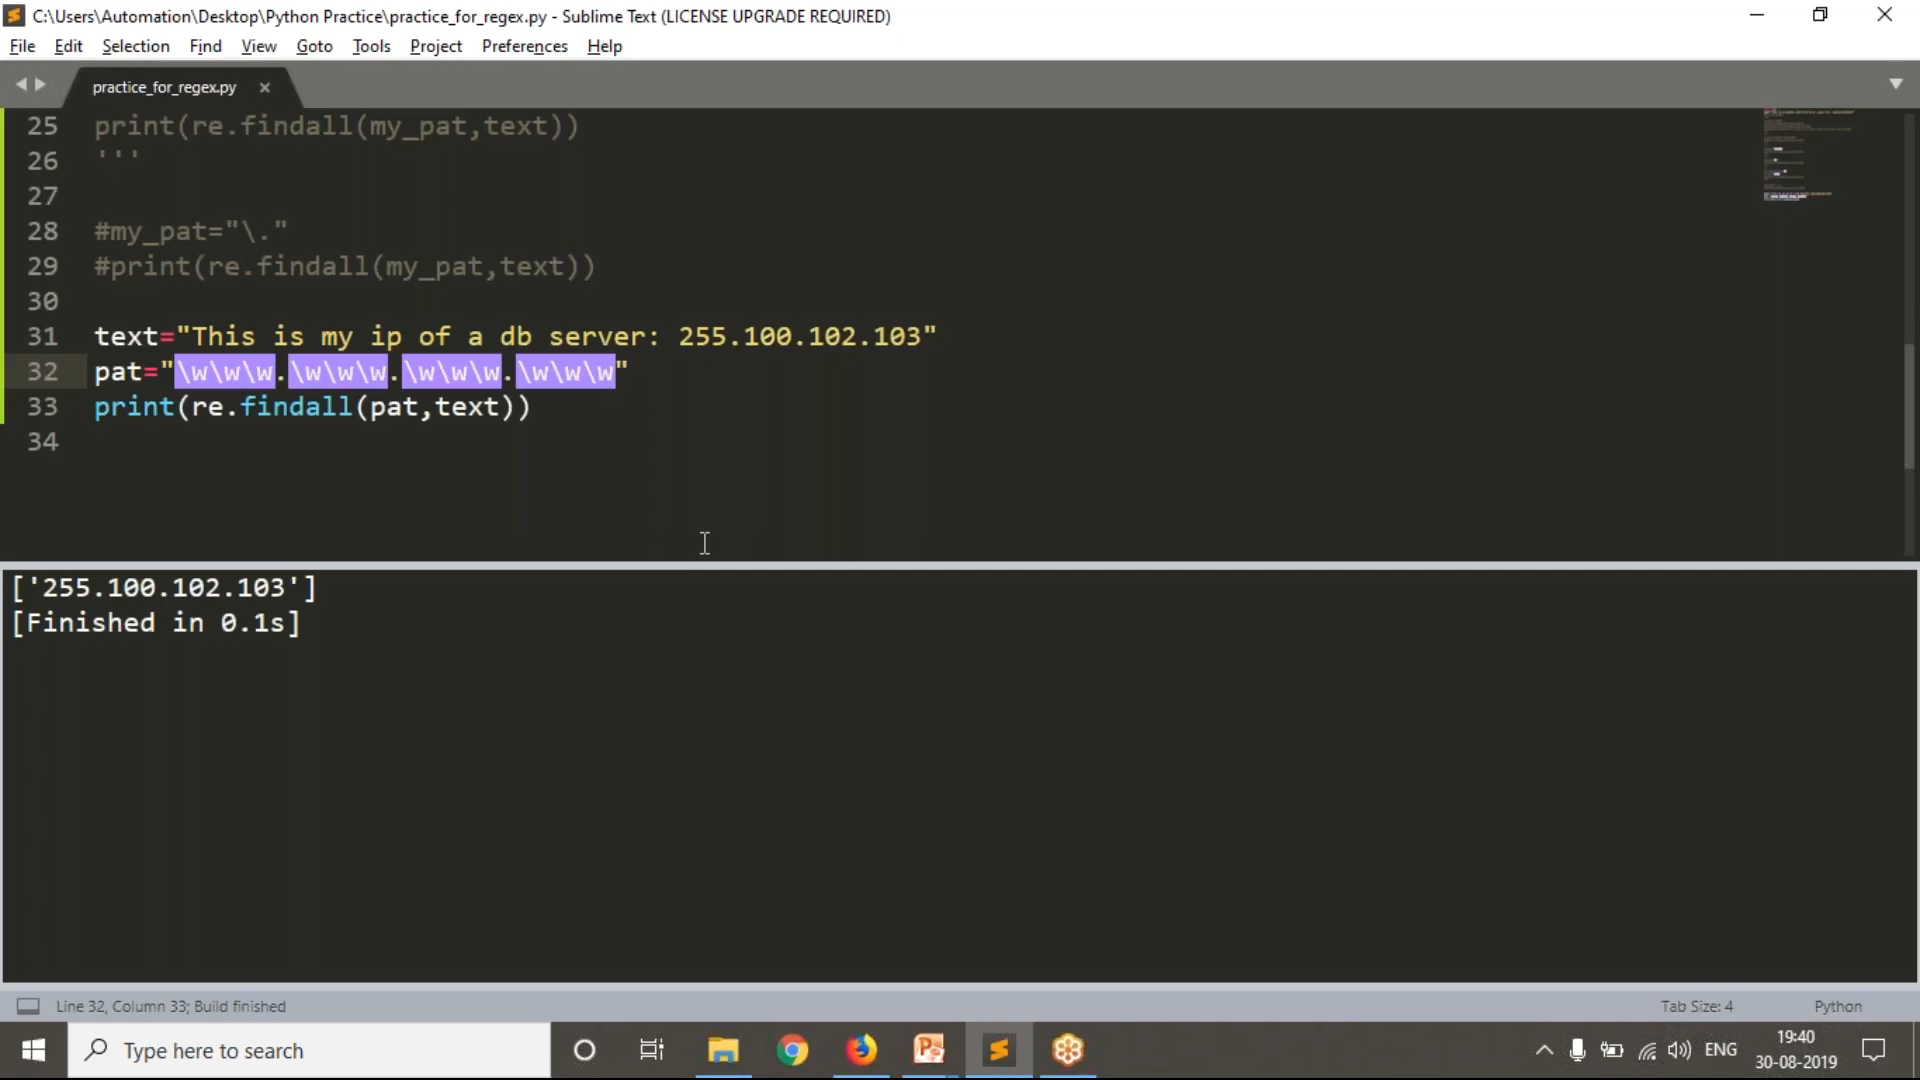 C:\Users\Automation\Desktop\Python Practice\practice_for_regex.py - Sublime Text (LICENSE UPGRADE REQUIRED)
File Edit Selection Find View Goto Tools Project Preferences Help
practice_for_regex.py ×
25 print(re.findall(my_pat,text))
26 '''
27
28 #my_pat="\."
29 #print(re.findall(my_pat,text))
30
31 text="This is my ip of a db server: 255.100.102.103"
32 pat="\w\w\w.\w\w\w.\w\w\w.\w\w\w"
33 print(re.findall(pat,text))
34
['255.100.102.103']
[Finished in 0.1s]
Line 32, Column 33; Build finished Tab Size: 4 Python
Type here to search ENG 19:40
30-08-2019